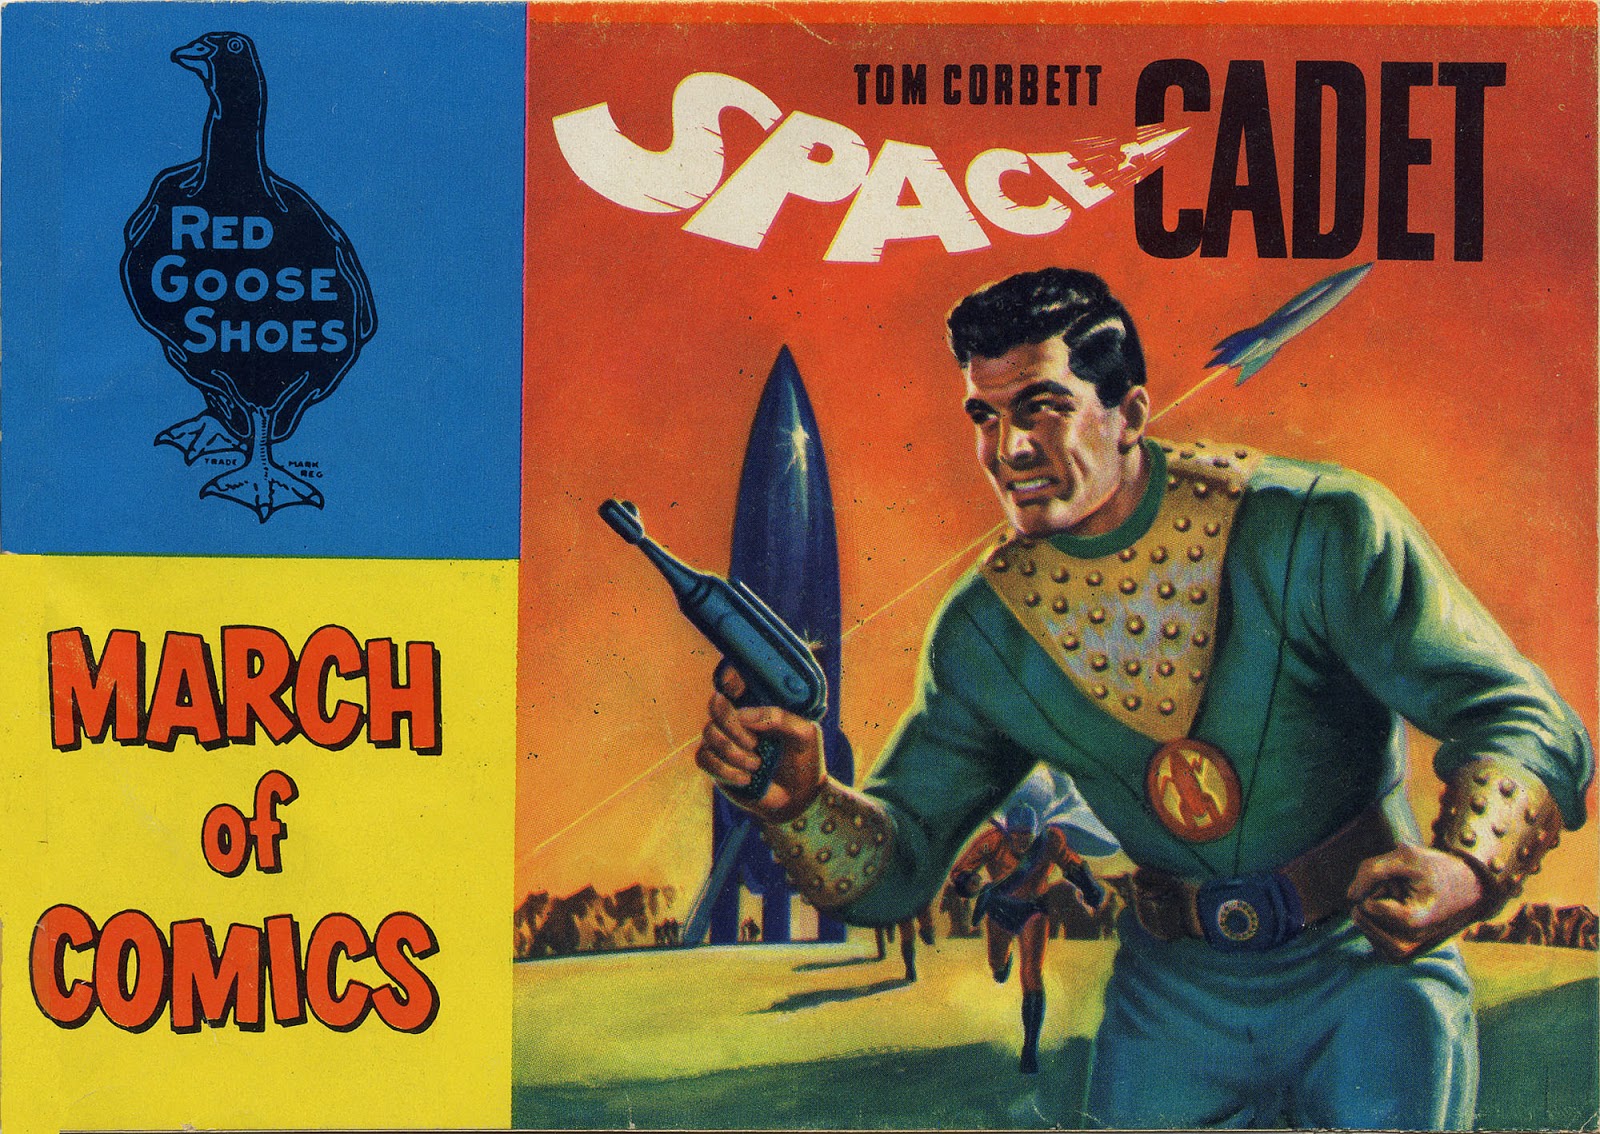 RED
GOOSE
SHOES
TRADE MARK
REG
MARCH
of
COMICS
TOM CORBETT
SPACE CADET